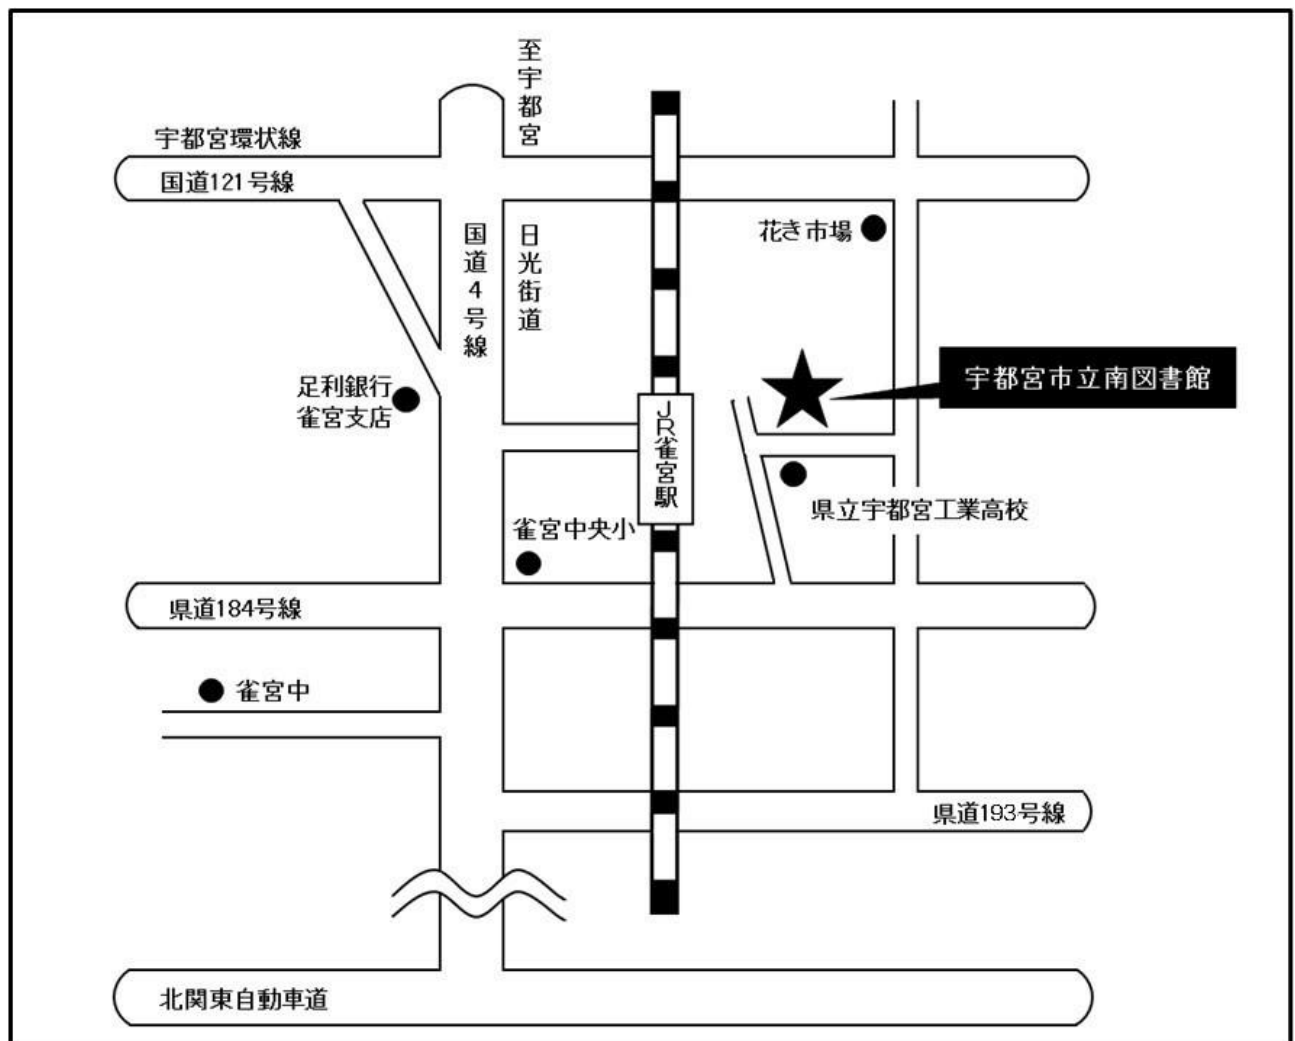 至宇都宮
宇都宮環状線
国道121号線
花き市場
国道4号線
日光街道
宇都宮市立南図書館
足利銀行
雀宮支店
JR雀宮駅
県立宇都宮工業高校
雀宮中央小
県道184号線
雀宮中
県道193号線
北関東自動車道